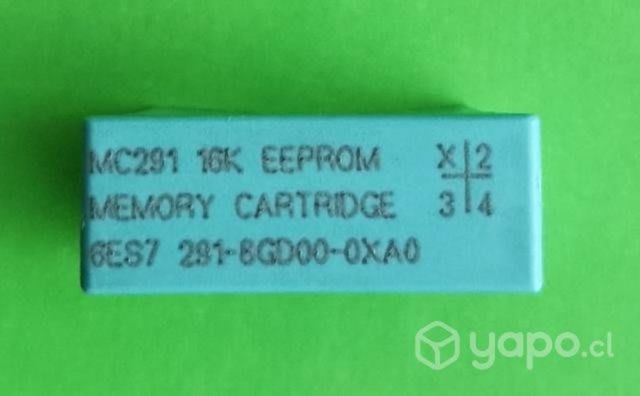 MC291 16K EEPROM X 2
MEMORY CARTRIDGE 3 4
6ES7 291-8GD00-0XA0
yapo.cl